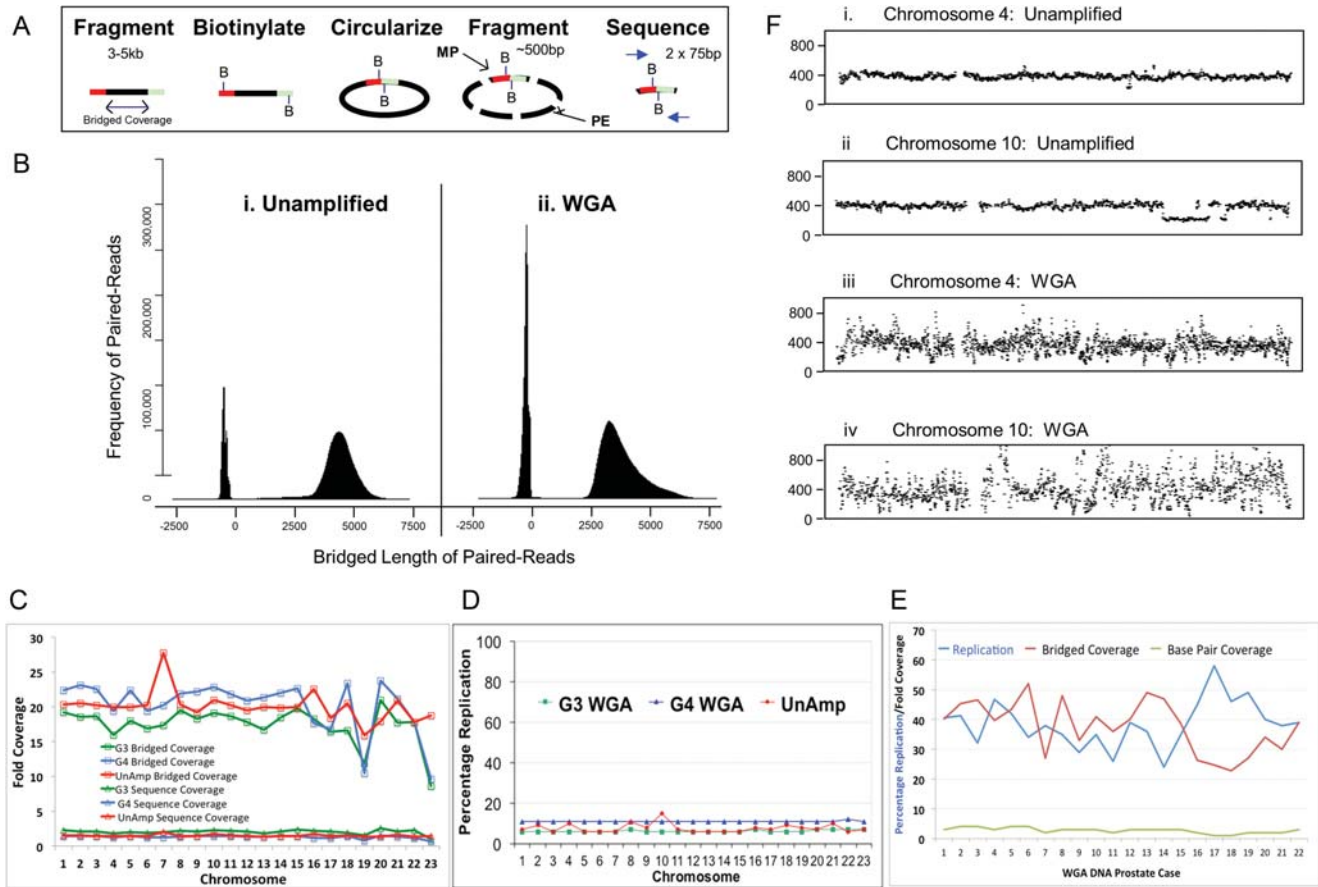 A
Fragment Biotinylate Circularize Fragment Sequence
3-5kb MP ~500bp 2 x 75bp
B B B B
B B B B
Bridged Coverage
PE
B
i. Unamplified ii. WGA
Frequency of Paired-Reads
0 100,000 200,000 300,000
-2500 0 2500 5000 7500 -2500 0 2500 5000 7500
Bridged Length of Paired-Reads
C
Fold Coverage
30
25
20
15
10
5
0
G3 Bridged Coverage
G4 Bridged Coverage
UnAmp Bridged Coverage
G3 Sequence Coverage
G4 Sequence Coverage
UnAmp Sequence Coverage
1 2 3 4 5 6 7 8 9 10 11 12 13 14 15 16 17 18 19 20 21 22 23
Chromosome
D
Percentage Replication
100
80
60
40
20
0
G3 WGA G4 WGA UnAmp
1 2 3 4 5 6 7 8 9 10 11 12 13 14 15 16 17 18 19 20 21 22 23
Chromosome
E
Percentage Replication/Fold Coverage
70
60
50
40
30
20
10
0
Replication Bridged Coverage Base Pair Coverage
1 2 3 4 5 6 7 8 9 10 11 12 13 14 15 16 17 18 19 20 21 22
WGA DNA Prostate Case
F
i. Chromosome 4: Unamplified
800
400
0
ii Chromosome 10: Unamplified
800
400
0
iii Chromosome 4: WGA
800
400
0
iv Chromosome 10: WGA
800
400
0